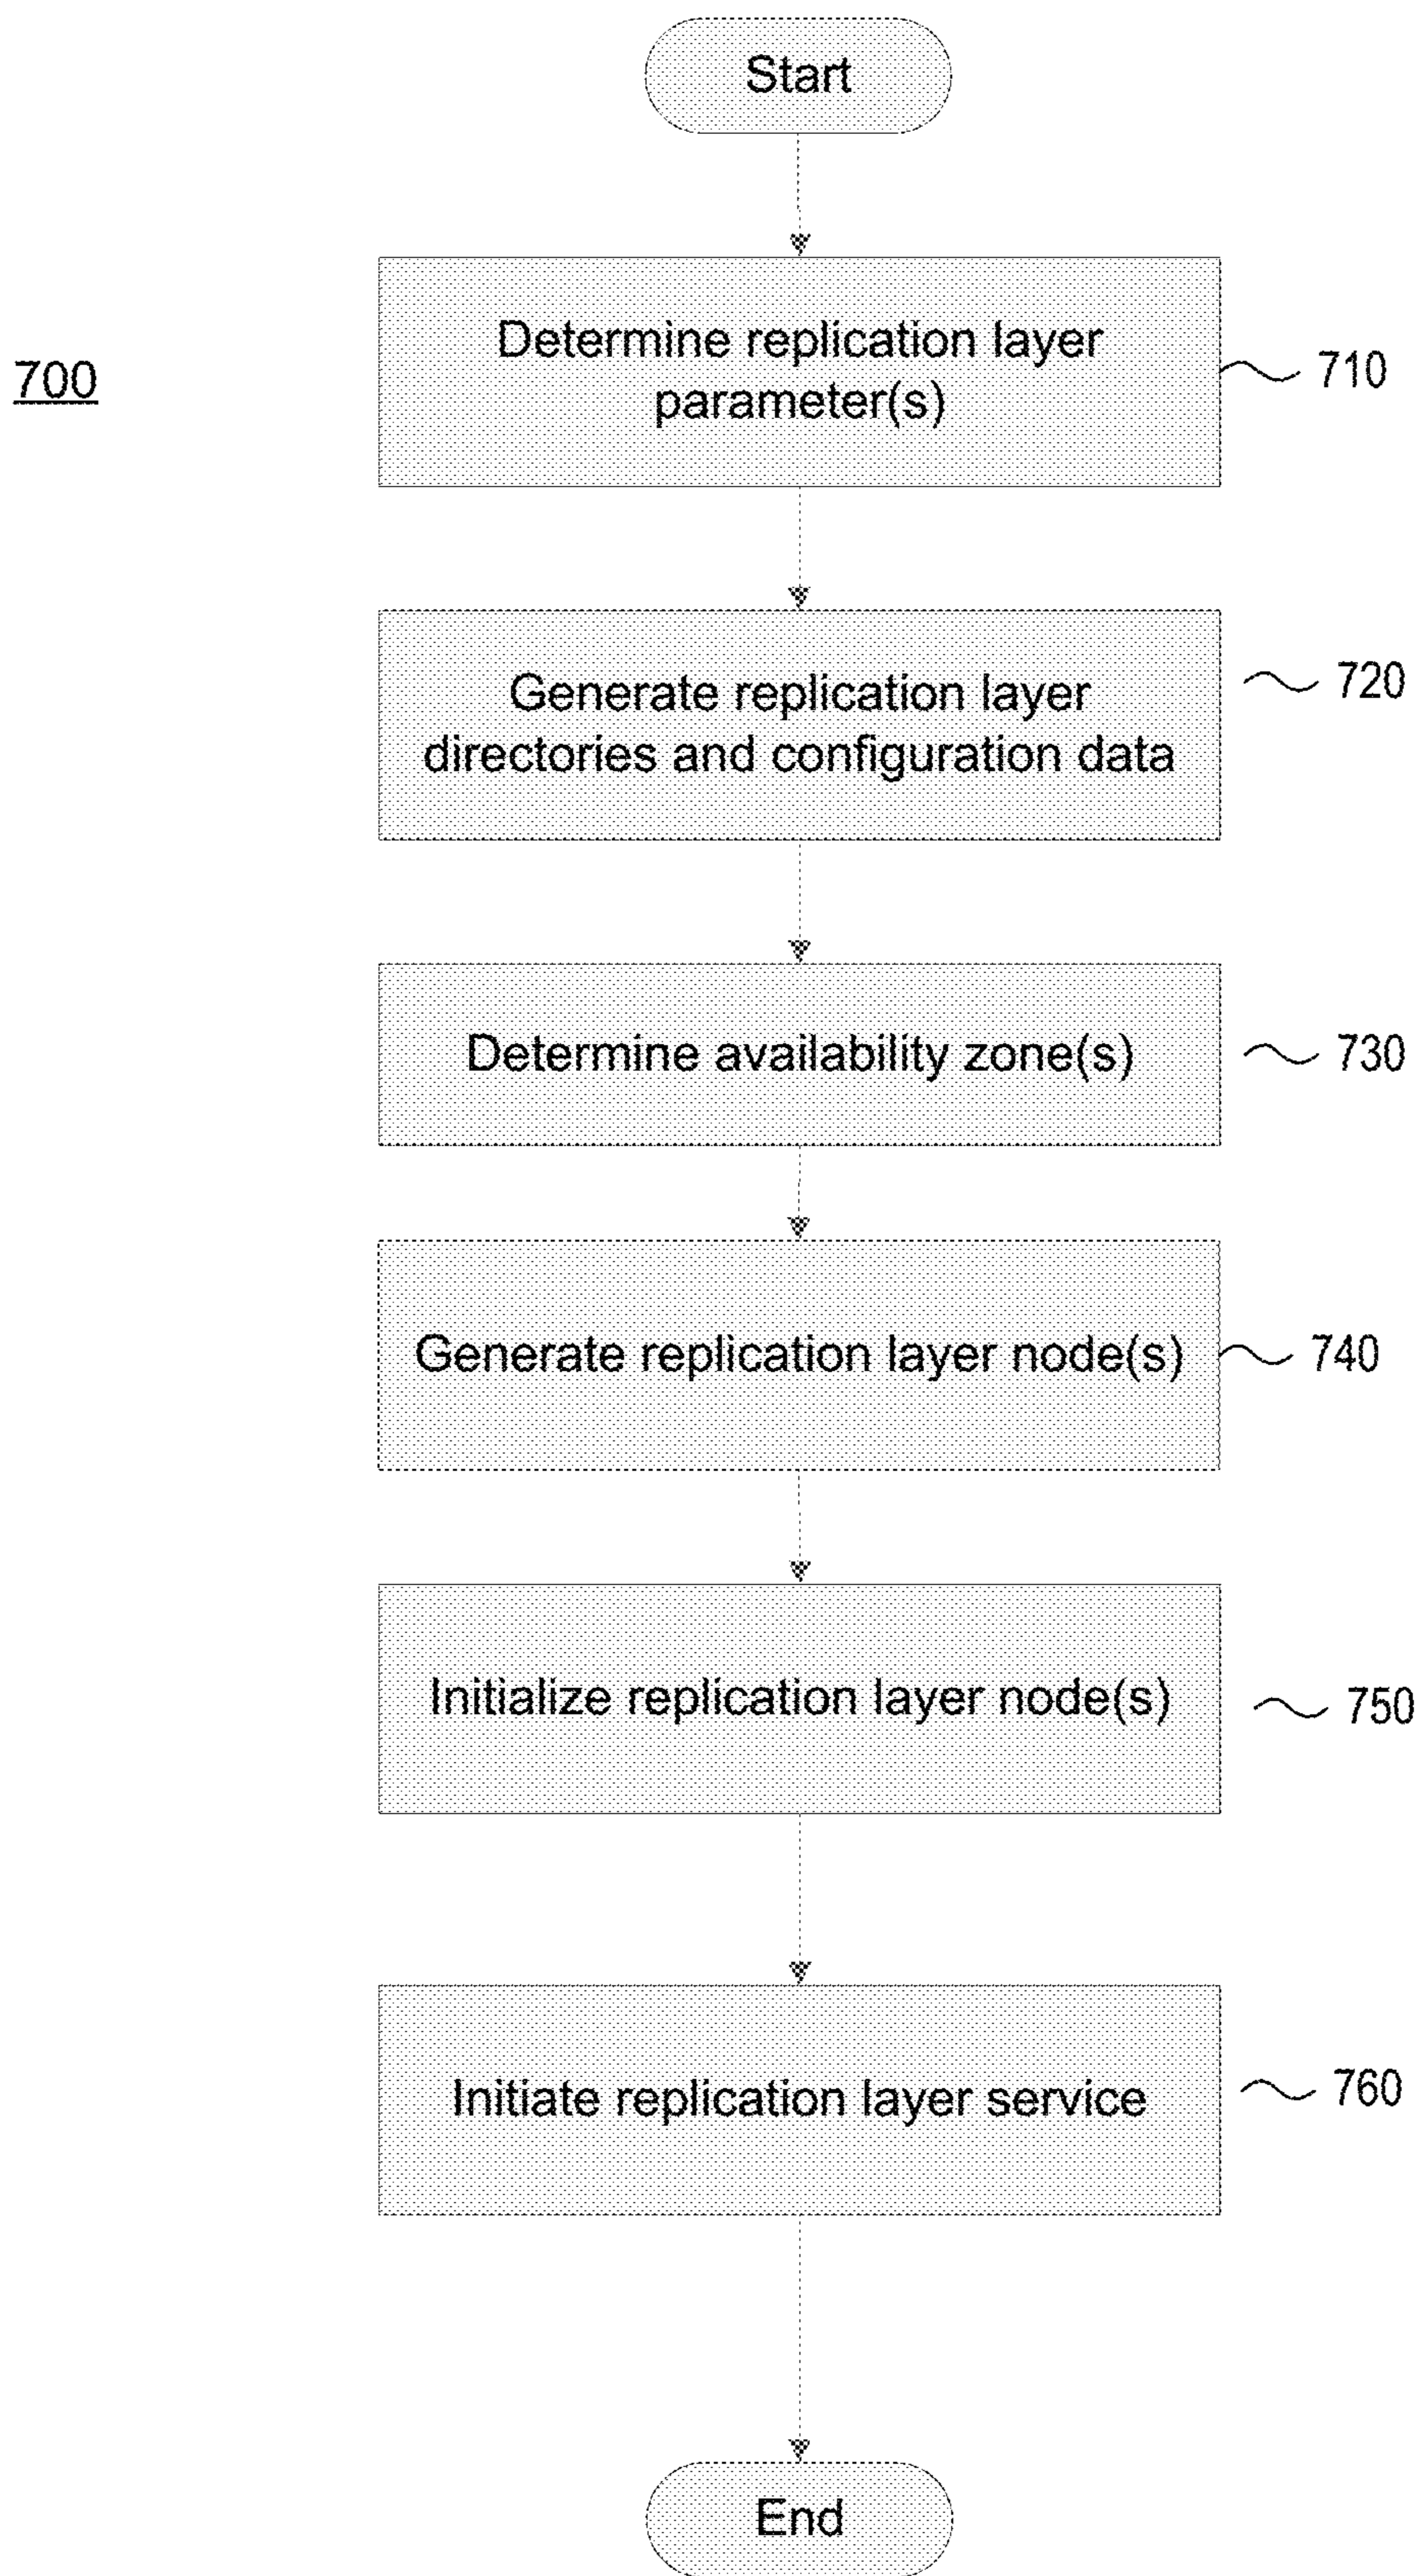 Start
700
Determine replication layer
parameter(s)
710
Generate replication layer
directories and configuration data
720
Determine availability zone(s)
730
Generate replication layer node(s)
740
Initialize replication layer node(s)
750
Initiate replication layer service
760
End